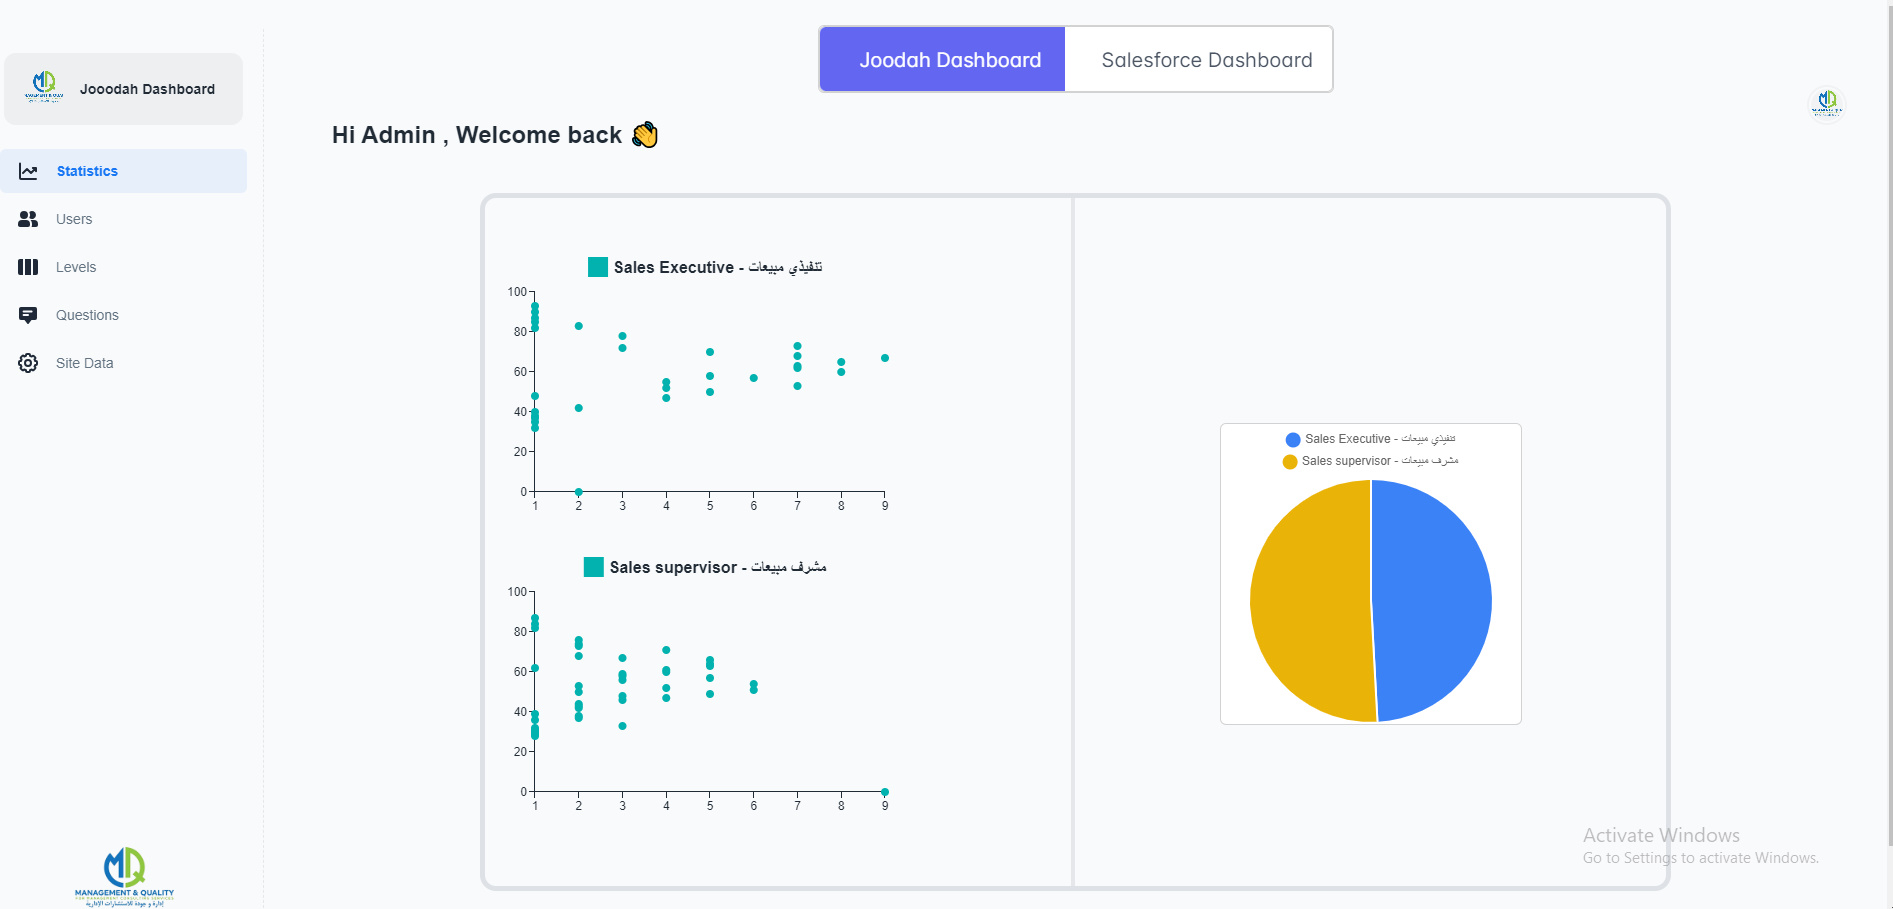 Joodah Dashboard
Salesforce Dashboard
Jooodah Dashboard
Statistics
Users
Levels
Questions
Site Data
Hi Admin , Welcome back 👋
Sales Executive - تنفيذي مبيعات
100
80
60
40
20
0
1 2 3 4 5 6 7 8 9
Sales supervisor - مشرف مبيعات
100
80
60
40
20
0
1 2 3 4 5 6 7 8 9
Sales Executive - تنفيذي مبيعات
Sales supervisor - مشرف مبيعات
MANAGEMENT & QUALITY
FOR MANAGEMENT CONSULTING SERVICES
إدارة و جودة للاستشارات الإدارية
Activate Windows
Go to Settings to activate Windows.